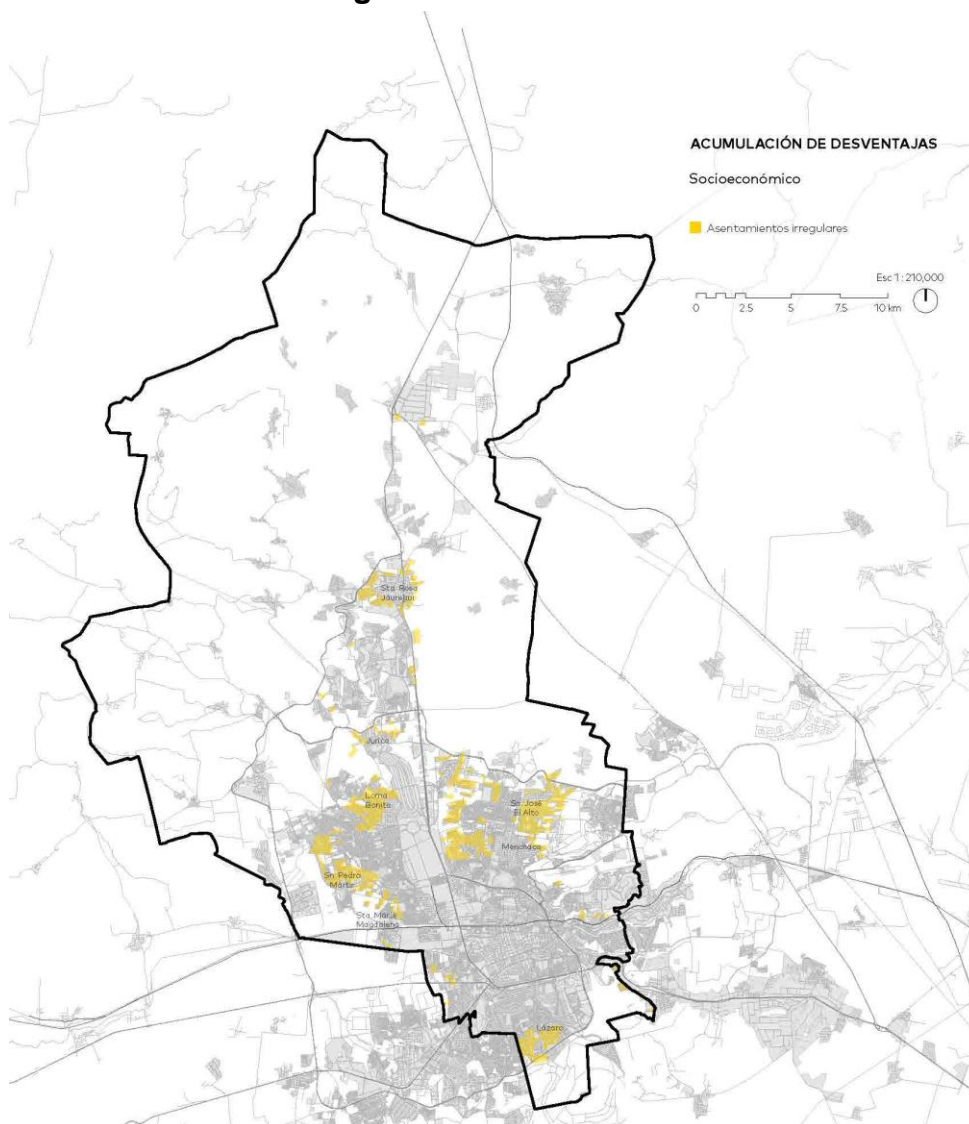 g
ACUMULACIÓN DE DESVENTAJAS
Socioeconómico
Asentamientos irregulares
Esc 1 : 210,000
0 2.5 5 7.5 10 km
Sta. Rosa
Jáuregui
Jurica
Loma
Bonita
Sn. José
El Alto
Menchaca
Sn. Pedro
Mártir
Sta. María
Magdalena
Lázaro